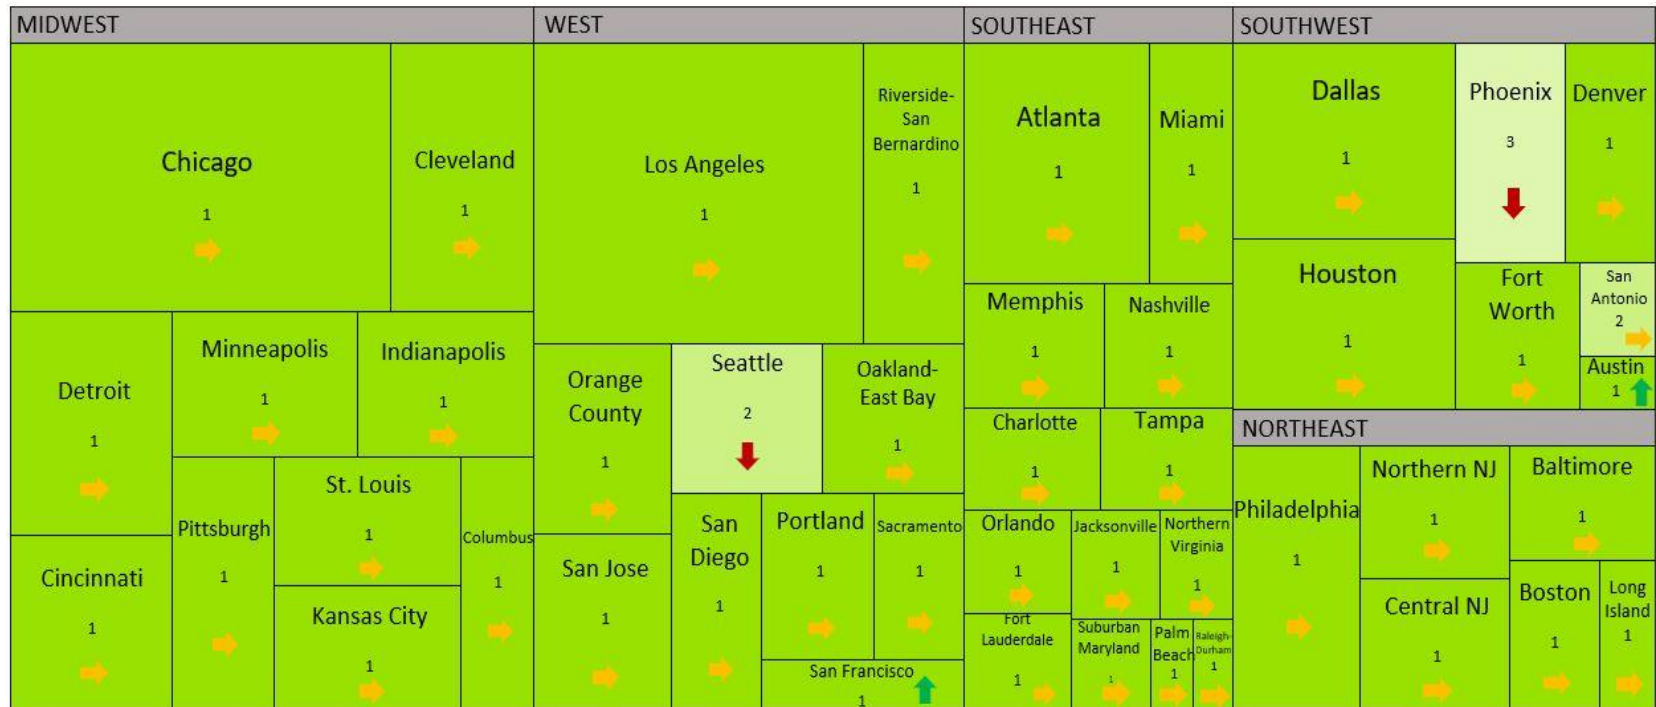 MIDWEST
Chicago
1
Cleveland
1
Detroit
1
Minneapolis
1
Indianapolis
1
Cincinnati
1
Pittsburgh
1
St. Louis
1
Kansas City
1
Columbus
1
WEST
Los Angeles
1
Riverside-
San
Bernardino
1
Orange
County
1
Seattle
2
Oakland-
East Bay
1
San Jose
1
San
Diego
1
Portland
1
Sacramento
1
San Francisco
1
SOUTHEAST
Atlanta
1
Miami
1
Memphis
1
Nashville
1
Charlotte
1
Tampa
1
Orlando
1
Jacksonville
1
Northern
Virginia
1
Fort
Lauderdale
1
Suburban
Maryland
1
Palm
Beach
1
Raleigh-
Durham
1
SOUTHWEST
Dallas
1
Phoenix
3
Denver
1
Houston
1
Fort
Worth
1
San
Antonio
2
Austin
1
NORTHEAST
Philadelphia
1
Northern NJ
1
Baltimore
1
Central NJ
1
Boston
1
Long
Island
1